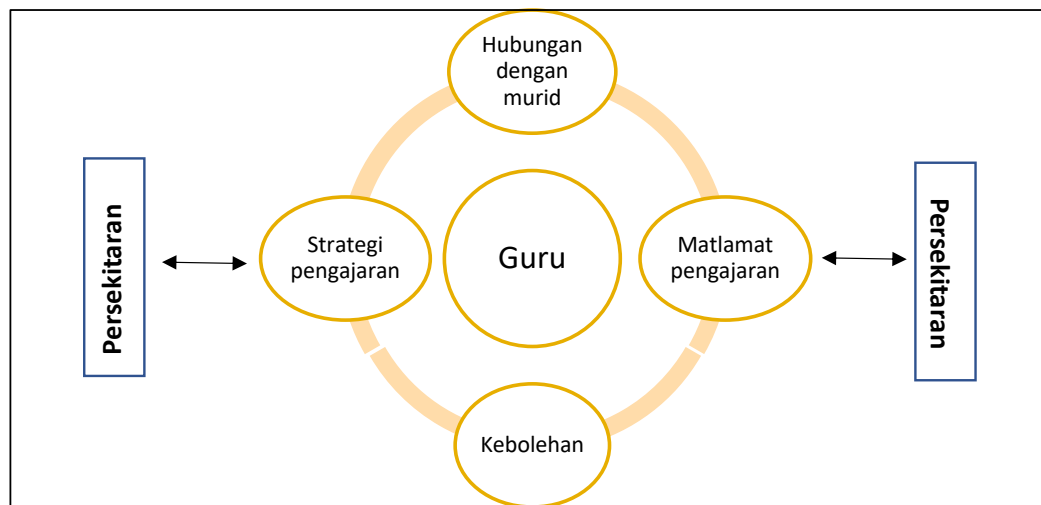 Hubungan
dengan
murid
Persekitaran
Strategi
pengajaran
Guru
Matlamat
pengajaran
Persekitaran
Kebolehan